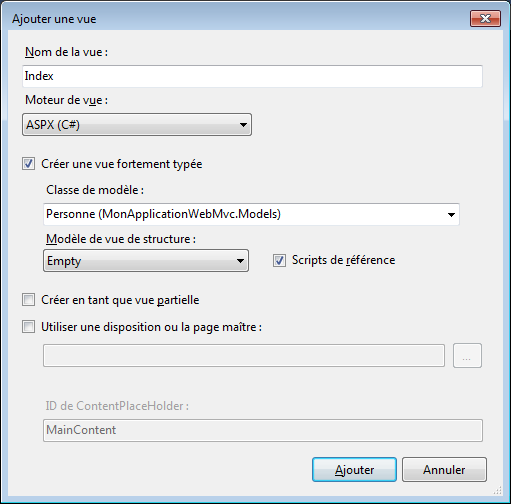 Ajouter une vue
Nom de la vue :
Index
Moteur de vue :
ASPX (C#)
Créer une vue fortement typée
Classe de modèle :
Personne (MonApplicationWebMvc.Models)
Modèle de vue de structure :
Empty
Scripts de référence
Créer en tant que vue partielle
Utiliser une disposition ou la page maître :
...
ID de ContentPlaceHolder :
MainContent
Ajouter
Annuler